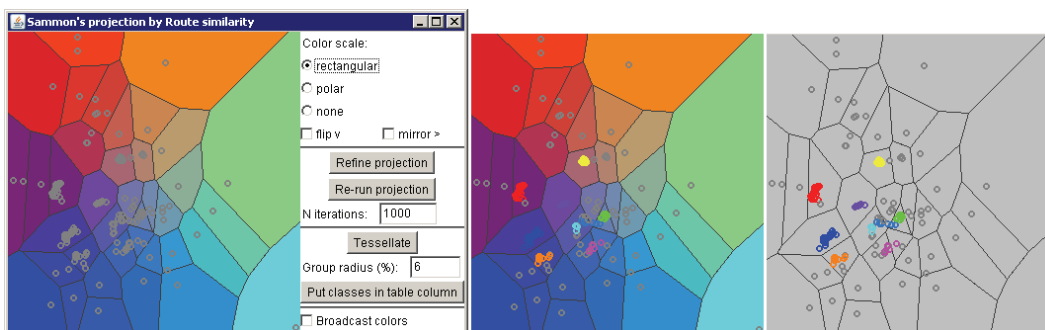 Sammon's projection by Route similarity
Color scale:
rectangular
polar
none
flip v mirror >
Refine projection
Re-run projection
N iterations: 1000
Tessellate
Group radius (%): 6
Put classes in table column
Broadcast colors